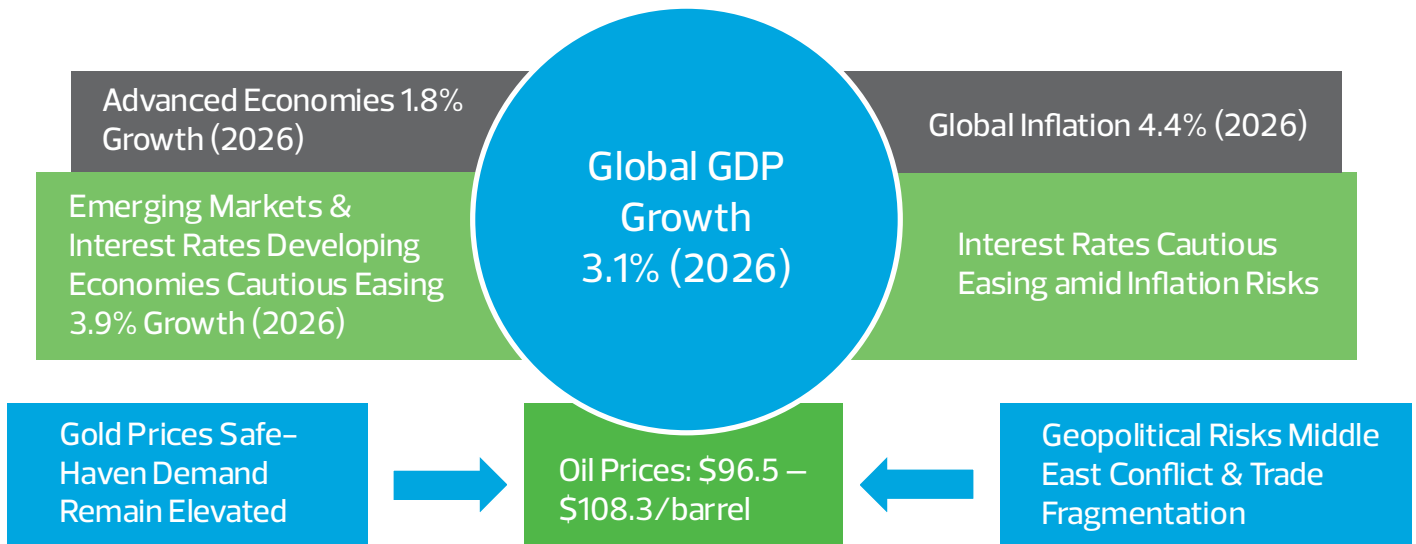 Advanced Economies 1.8%
Growth (2026)
Emerging Markets &
Interest Rates Developing
Economies Cautious Easing
3.9% Growth (2026)
Global GDP
Growth
3.1% (2026)
Global Inflation 4.4% (2026)
Interest Rates Cautious
Easing amid Inflation Risks
Gold Prices Safe-
Haven Demand
Remain Elevated
Oil Prices: $96.5 –
$108.3/barrel
Geopolitical Risks Middle
East Conflict & Trade
Fragmentation